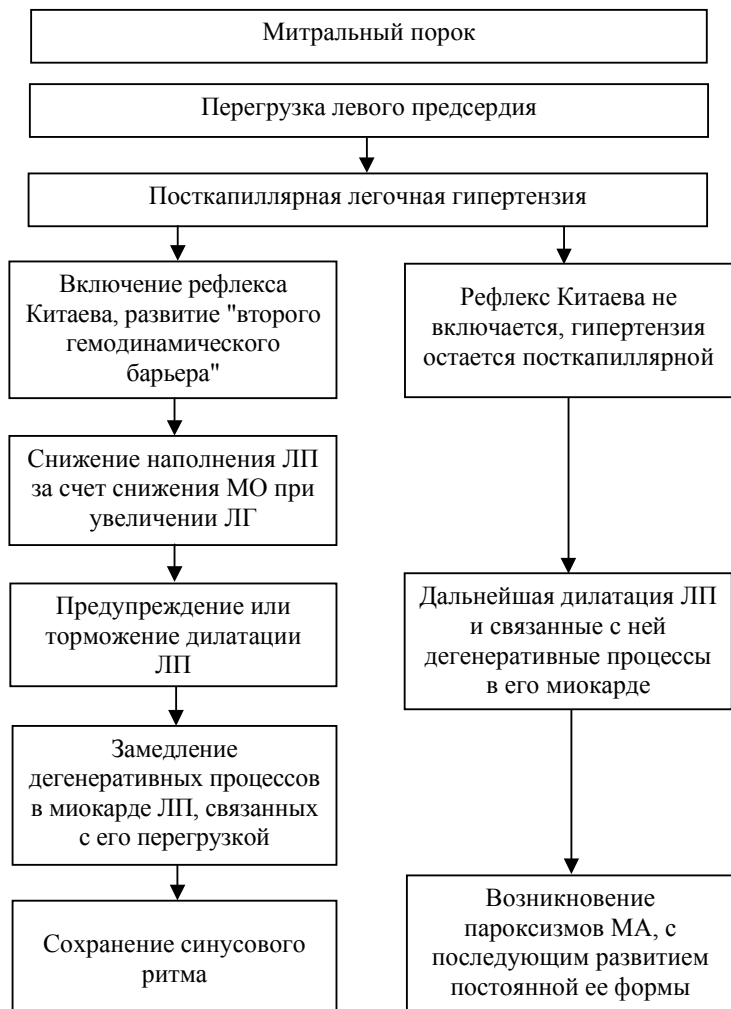 Митральный порок
Перегрузка левого предсердия
Посткапиллярная легочная гипертензия
Включение рефлекса
Китаева, развитие "второго
гемодинамического
барьера"
Рефлекс Китаева не
включается, гипертензия
остается посткапиллярной
Снижение наполнения ЛП
за счет снижения МО при
увеличении ЛГ
Предупреждение или
торможение дилатации
ЛП
Дальнейшая дилатация ЛП
и связанные с ней
дегенеративные процессы
в его миокарде
Замедление
дегенеративных процессов
в миокарде ЛП, связанных
с его перегрузкой
Сохранение синусового
ритма
Возникновение
пароксизмов МА, с
последующим развитием
постоянной ее формы